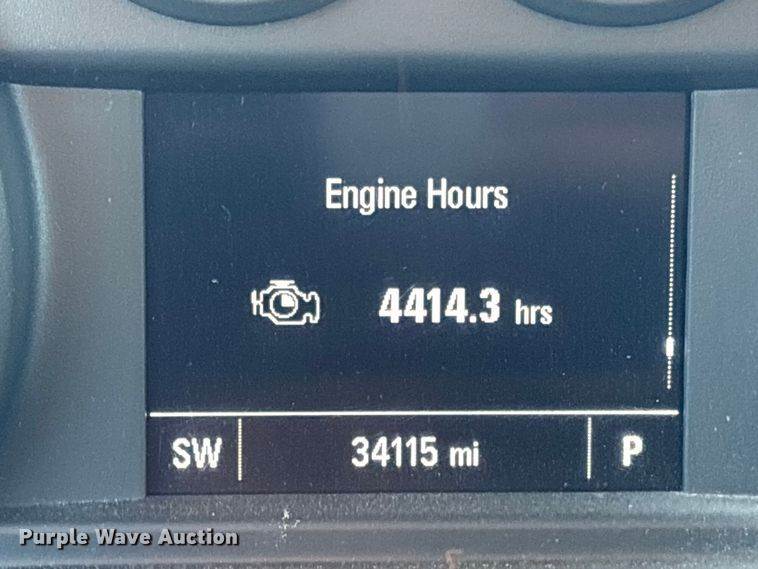 Engine Hours
4414.3 hrs
SW 34115 mi P
Purple Wave Auction